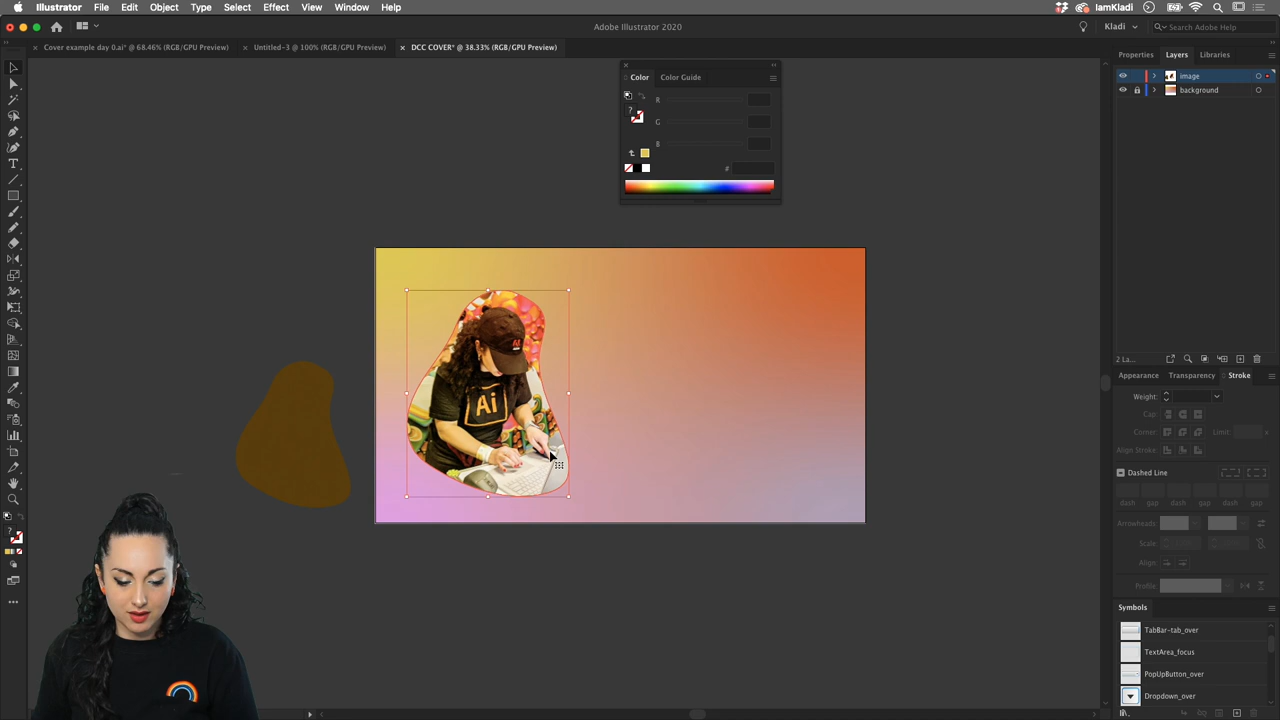 Illustrator File Edit Object Type Select Effect View Window Help IamKladi
Adobe Illustrator 2020 Kladi Search Adobe Help
Cover example day 0.ai* @ 68.46% (RGB/GPU Preview) Untitled-3 @ 100% (RGB/GPU Preview) DCC COVER* @ 38.33% (RGB/GPU Preview)
Properties Layers Libraries
image
background
Color Color Guide
R
G
B
#
?
Ai
2 La...
Appearance Transparency Stroke
Weight:
Cap:
Corner: Limit:
Align Stroke:
Dashed Line
dash gap dash gap dash gap
Arrowheads:
Scale:
Align:
Profile:
Symbols
TabBar-tab_over
TextArea_focus
PopUpButton_over
Dropdown_over